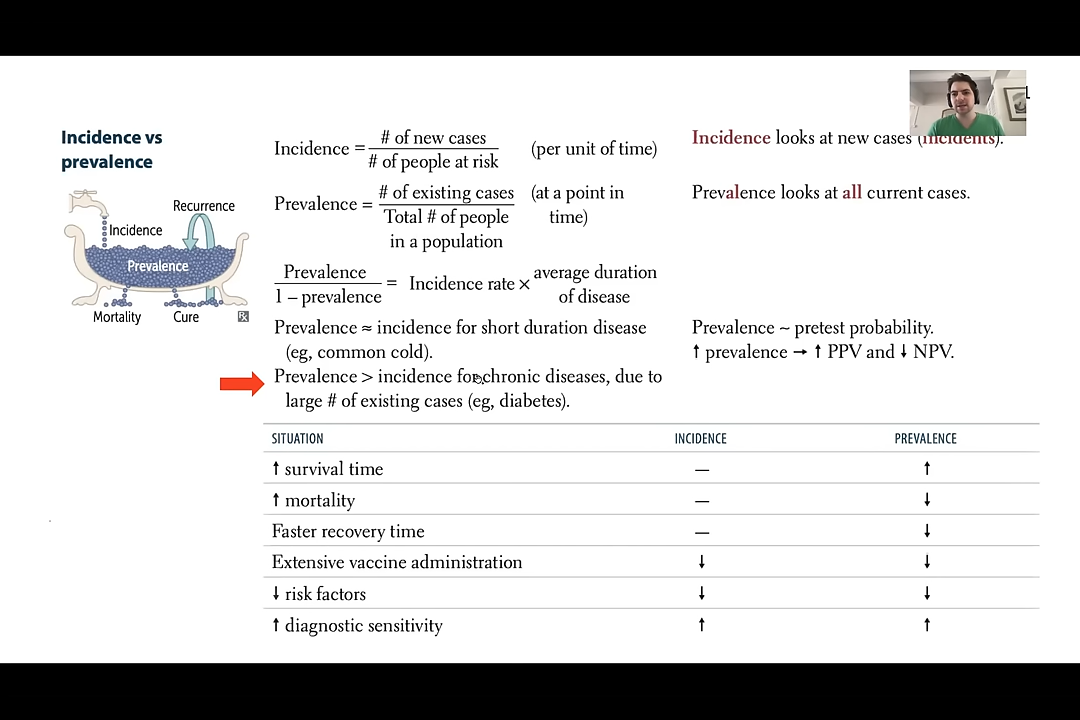 Incidence vs
prevalence
Recurrence
Incidence
Prevalence
Mortality
Cure
Incidence = # of new cases / # of people at risk (per unit of time)
Prevalence = # of existing cases / Total # of people in a population (at a point in time)
Prevalence / 1 – prevalence = Incidence rate × average duration of disease
Prevalence ≈ incidence for short duration disease
(eg, common cold).
Prevalence > incidence for chronic diseases, due to
large # of existing cases (eg, diabetes).
Incidence looks at new cases (incidents).
Prevalence looks at all current cases.
Prevalence ~ pretest probability.
↑ prevalence → ↑ PPV and ↓ NPV.
SITUATION INCIDENCE PREVALENCE
↑ survival time — ↑
↑ mortality — ↓
Faster recovery time — ↓
Extensive vaccine administration ↓ ↓
↓ risk factors ↓ ↓
↑ diagnostic sensitivity ↑ ↑